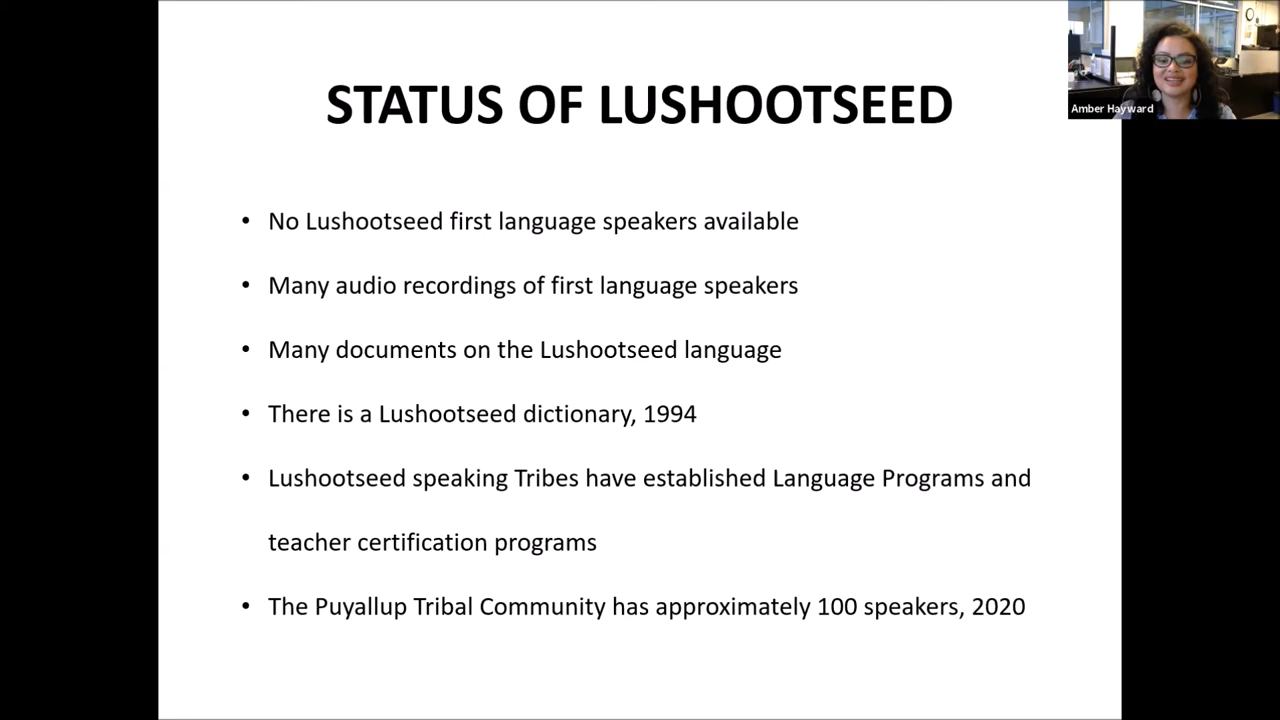 STATUS OF LUSHOOTSEED
Amber Hayward
• No Lushootseed first language speakers available
• Many audio recordings of first language speakers
• Many documents on the Lushootseed language
• There is a Lushootseed dictionary, 1994
• Lushootseed speaking Tribes have established Language Programs and
teacher certification programs
• The Puyallup Tribal Community has approximately 100 speakers, 2020